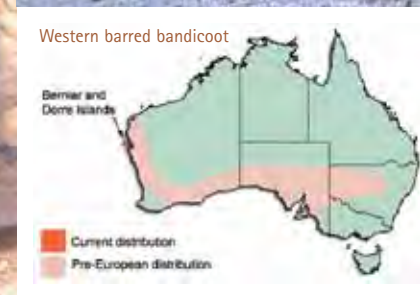 Western barred bandicoot
Bernier and
Dorre Islands
Current distribution
Pre-European distribution